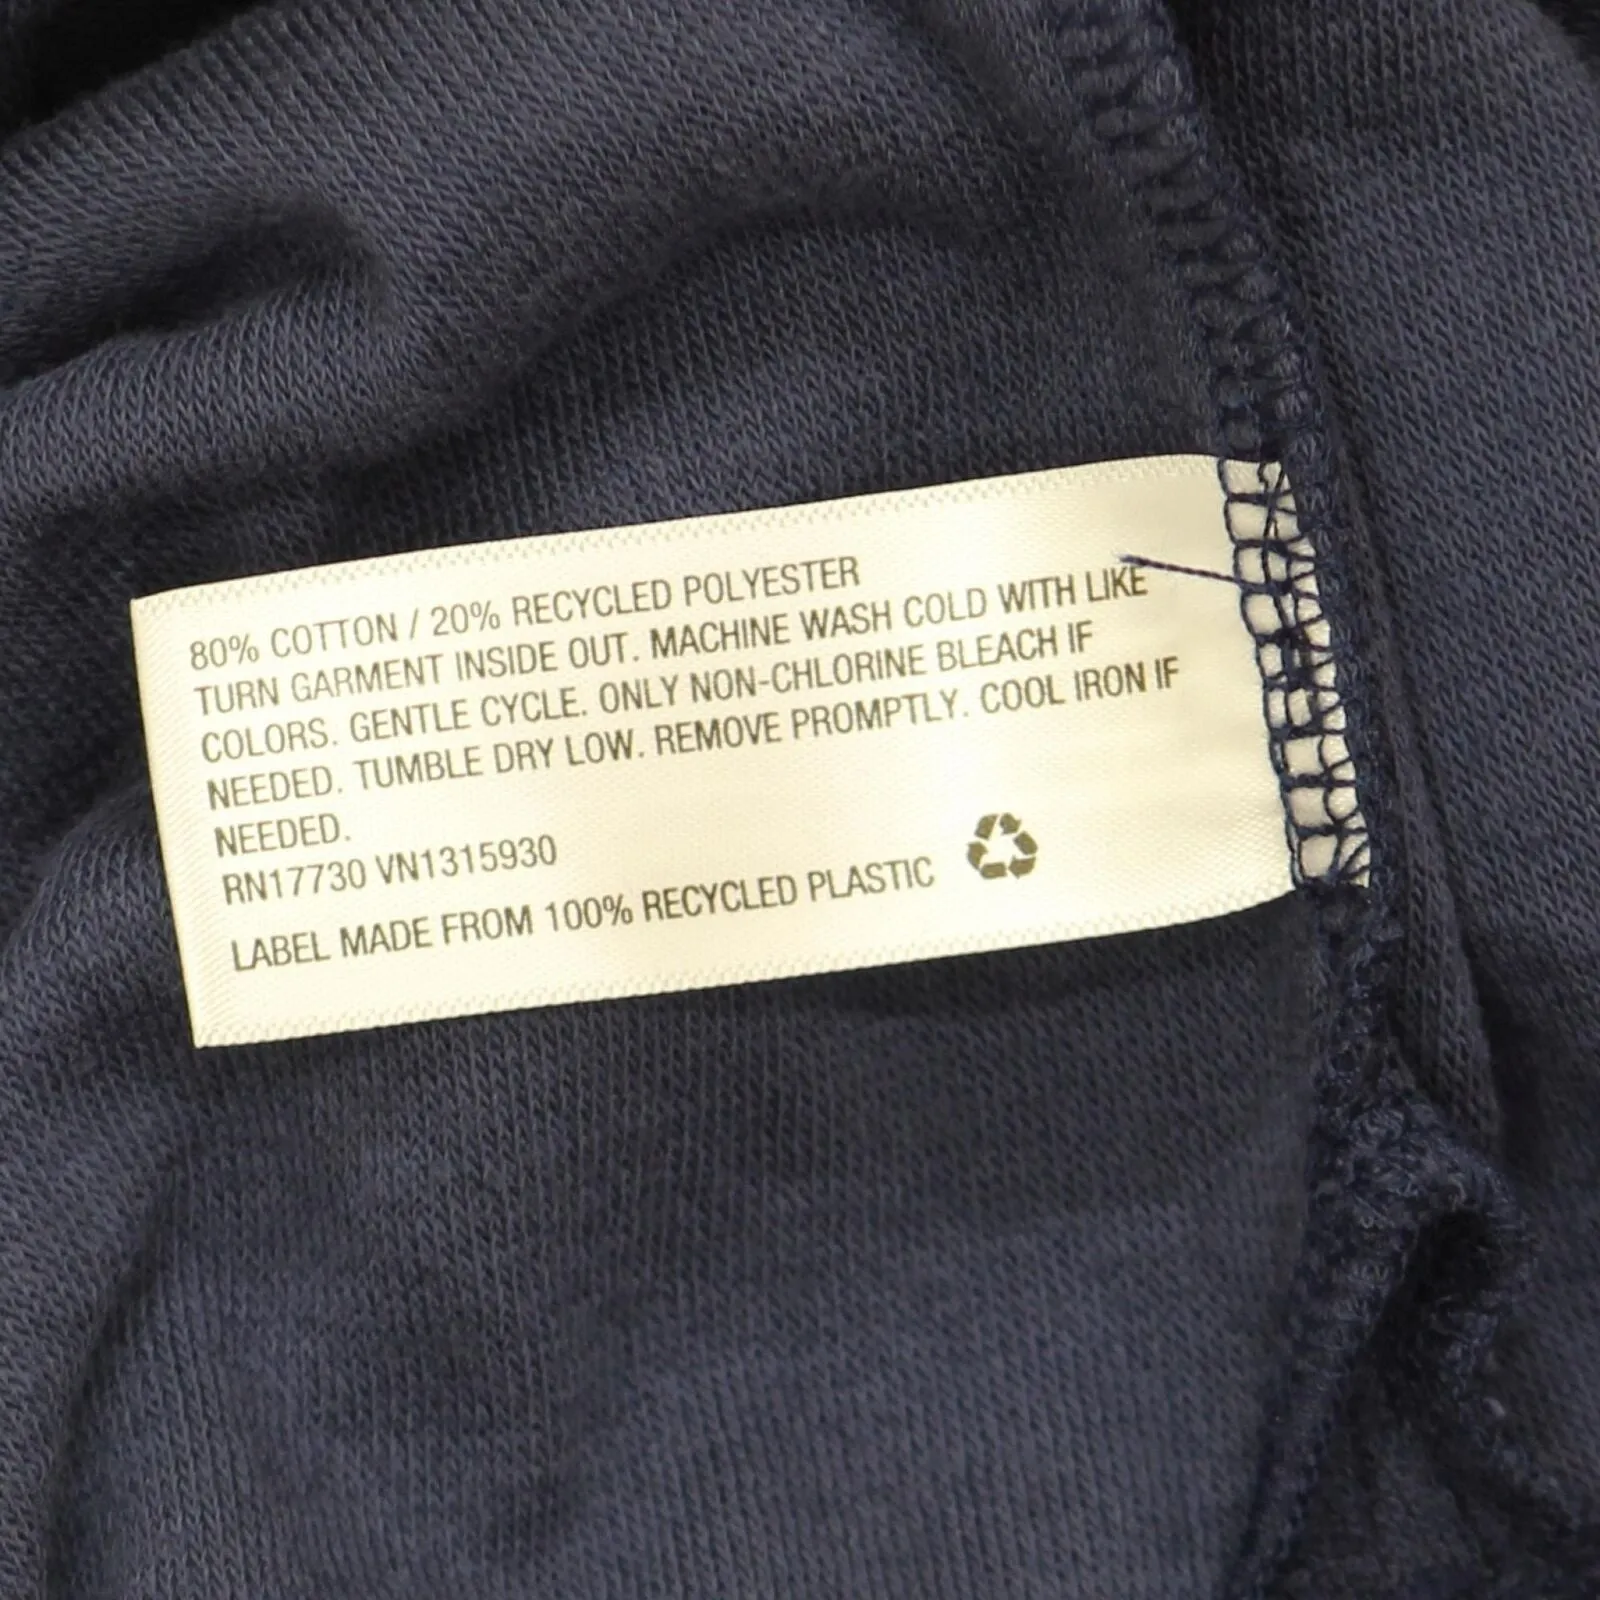 80% COTTON / 20% RECYCLED POLYESTER
TURN GARMENT INSIDE OUT. MACHINE WASH COLD WITH LIKE
COLORS. GENTLE CYCLE. ONLY NON-CHLORINE BLEACH IF
NEEDED. TUMBLE DRY LOW. REMOVE PROMPTLY. COOL IRON IF
NEEDED.
RN17730 VN1315930
LABEL MADE FROM 100% RECYCLED PLASTIC